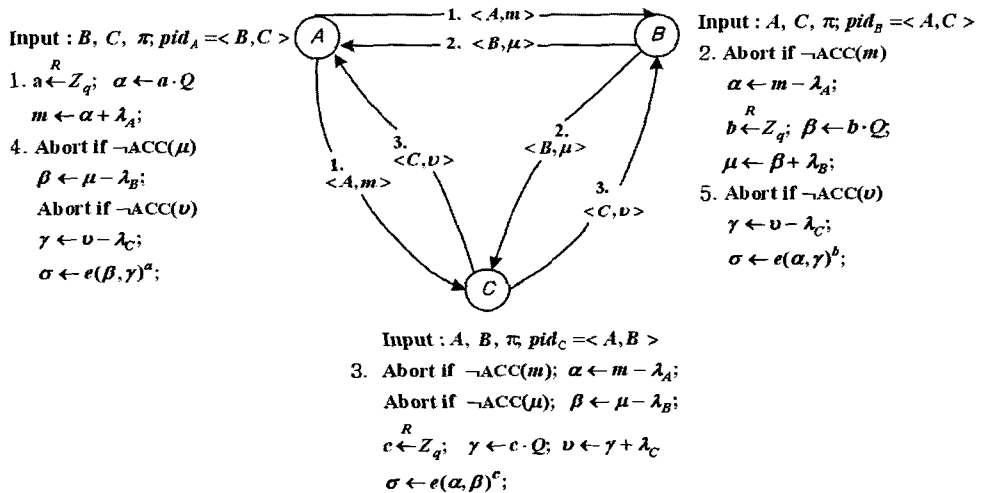 Input : B, C, π; pid_A =< B,C >
1. a ←R Z_q; α ← a · Q
m ← α + λ_A;
4. Abort if ¬ACC(μ)
β ← μ − λ_B;
Abort if ¬ACC(υ)
γ ← υ − λ_C;
σ ← e(β,γ)^a;
A
1. <A,m>
2. <B,μ>
B
1.
<A,m>
3.
<C,υ>
2.
<B,μ>
3.
<C,υ>
C
Input : A, C, π; pid_B =< A,C >
2. Abort if ¬ACC(m)
α ← m − λ_A;
b ←R Z_q; β ← b · Q;
μ ← β + λ_B;
5. Abort if ¬ACC(υ)
γ ← υ − λ_C;
σ ← e(α,γ)^b;
Input : A, B, π; pid_C =< A,B >
3. Abort if ¬ACC(m); α ← m − λ_A;
Abort if ¬ACC(μ); β ← μ − λ_B;
c ←R Z_q; γ ← c · Q; υ ← γ + λ_C
σ ← e(α,β)^c;